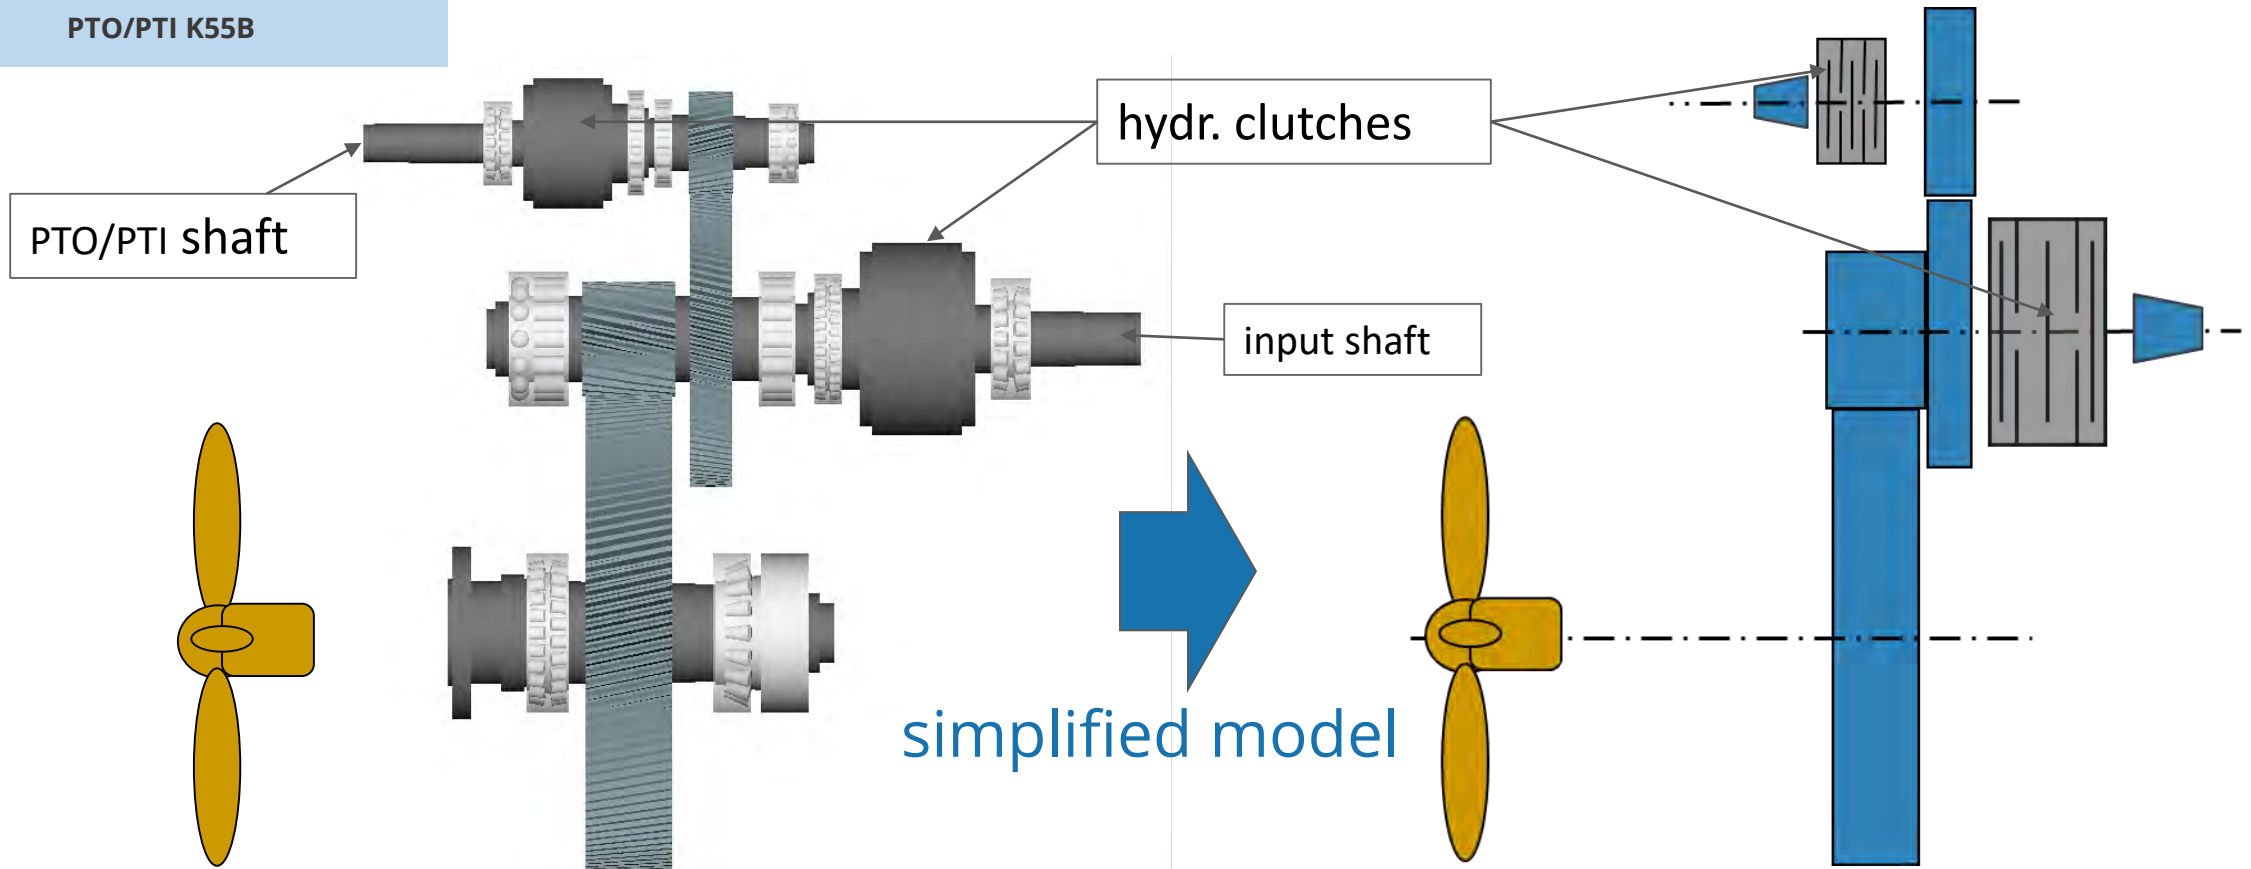 PTO/PTI K55B
hydr. clutches
PTO/PTI shaft
input shaft
simplified model